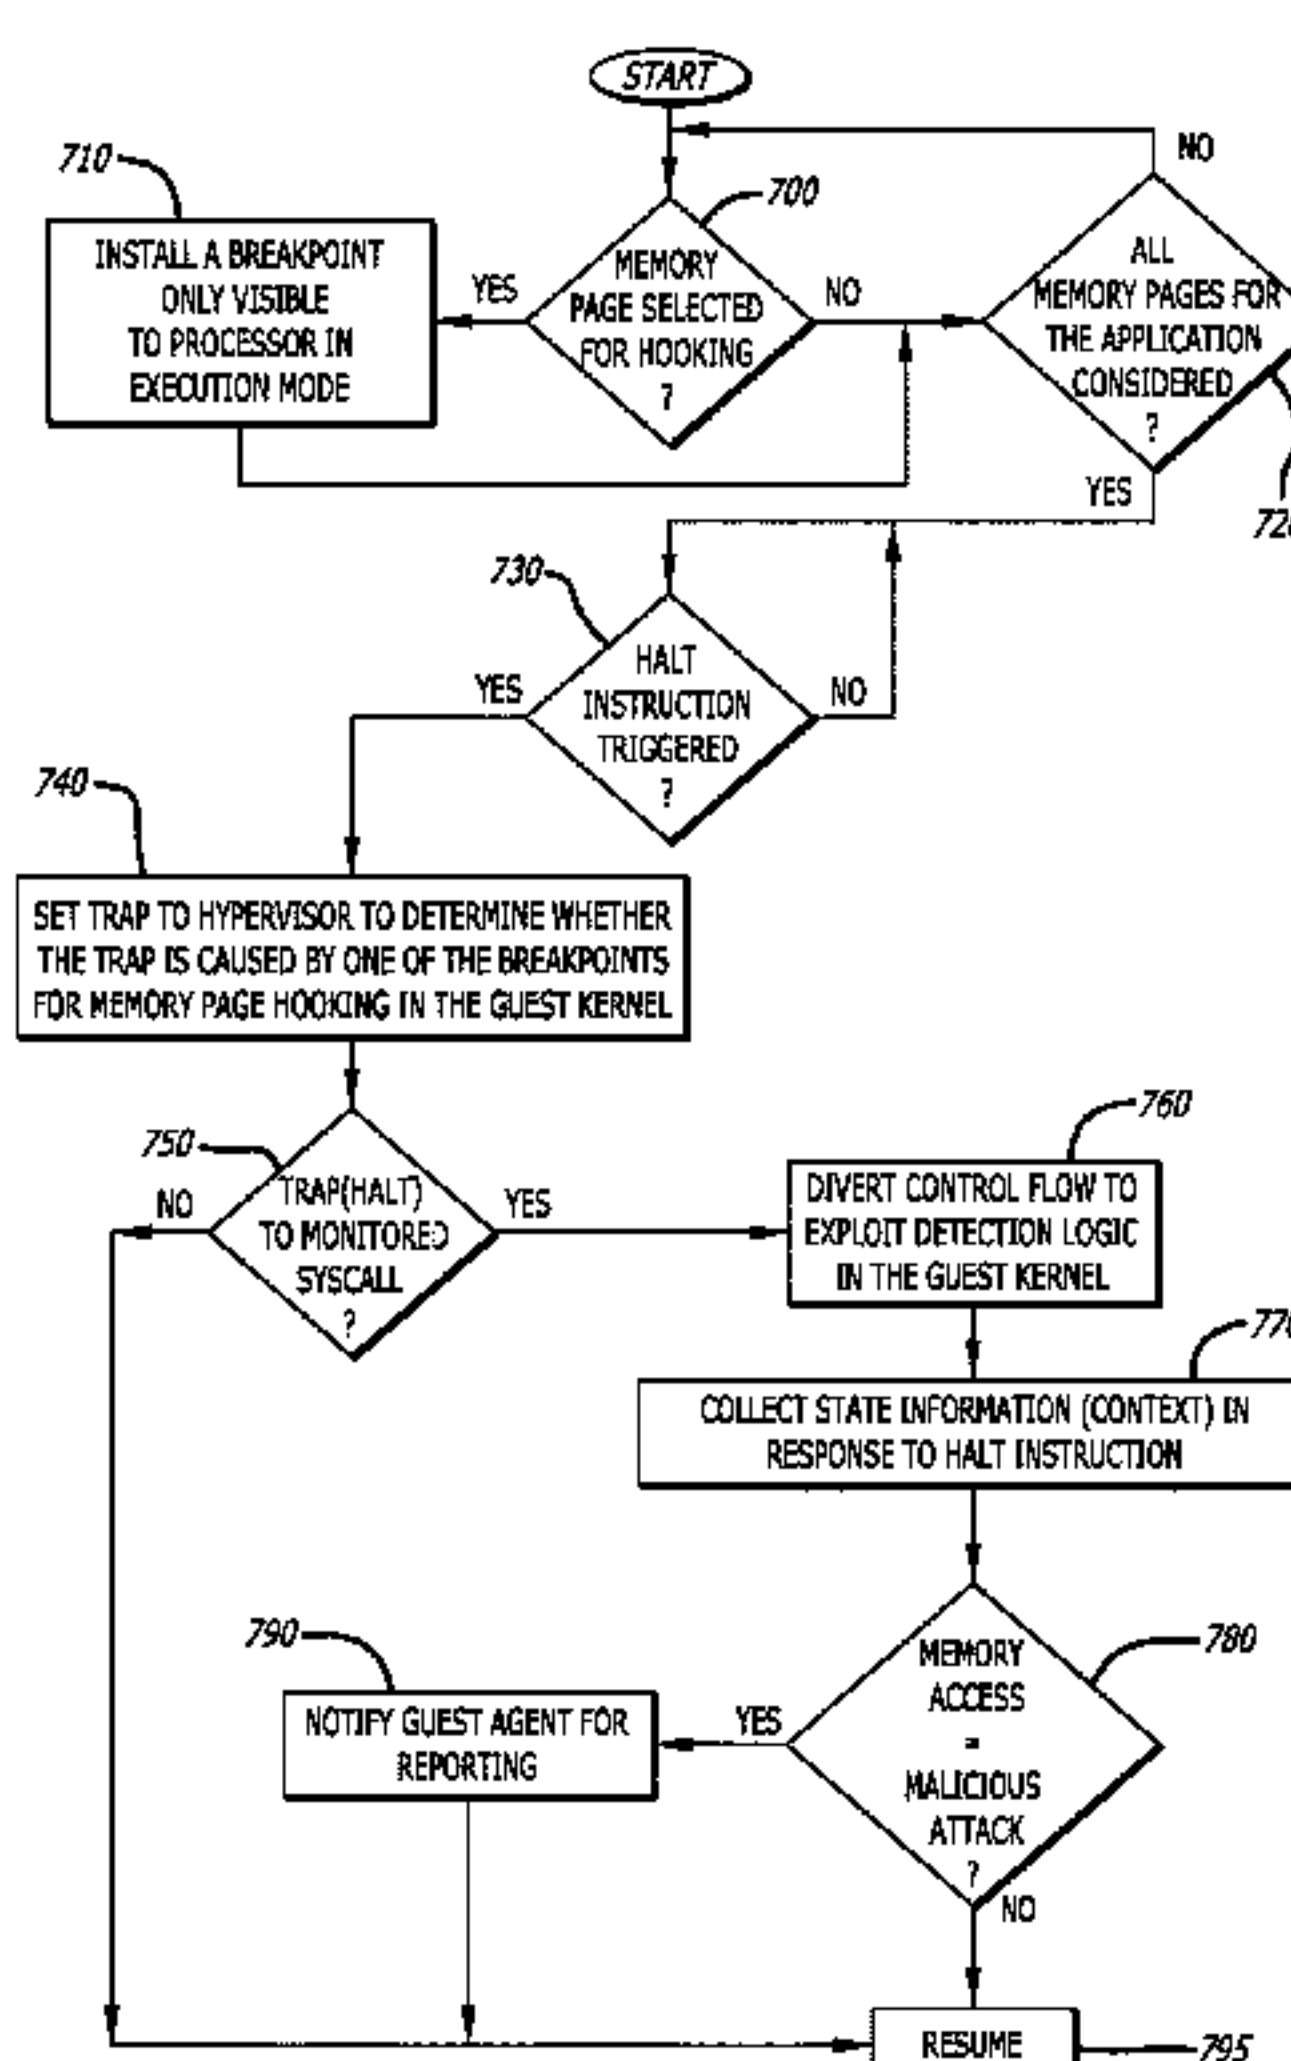 START
NO
710
700
INSTALL A BREAKPOINT
ONLY VISIBLE
TO PROCESSOR IN
EXECUTION MODE
YES
MEMORY
PAGE SELECTED
FOR HOOKING
?
NO
ALL
MEMORY PAGES FOR
THE APPLICATION
CONSIDERED
?
YES
730
HALT
INSTRUCTION
TRIGGERED
?
YES
NO
740
SET TRAP TO HYPERVISOR TO DETERMINE WHETHER
THE TRAP IS CAUSED BY ONE OF THE BREAKPOINTS
FOR MEMORY PAGE HOOKING IN THE GUEST KERNEL
750
NO
TRAP(HALT)
TO MONITORED
SYSCALL
?
YES
760
DIVERT CONTROL FLOW TO
EXPLOIT DETECTION LOGIC
IN THE GUEST KERNEL
COLLECT STATE INFORMATION (CONTEXT) IN
RESPONSE TO HALT INSTRUCTION
790
780
NOTIFY GUEST AGENT FOR
REPORTING
YES
MEMORY
ACCESS
=
MALICIOUS
ATTACK
?
NO
RESUME
795